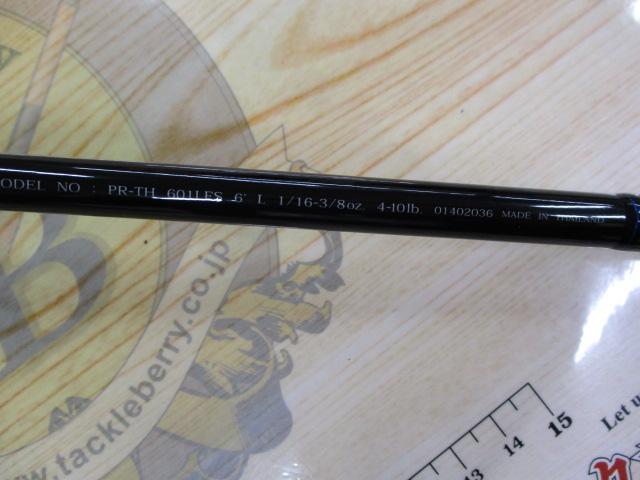 ODEL NO : PR-TH 601LFS 6' L 1/16-3/8oz. 4-10lb. 01402036 MADE IN THAILAND
B
www.tackleberry.co.jp
13 14 15
Let u